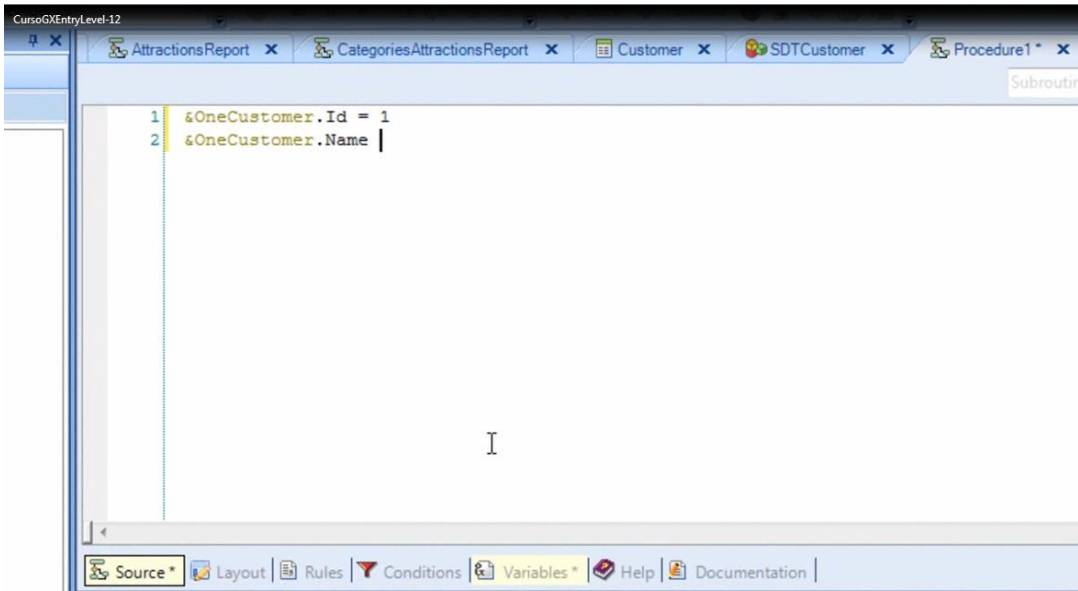 CursoGXEntryLevel-12
AttractionsReport CategoriesAttractionsReport Customer SDTCustomer Procedure1 *
Subroutin
1 &OneCustomer.Id = 1
2 &OneCustomer.Name
Source * Layout Rules Conditions Variables * Help Documentation